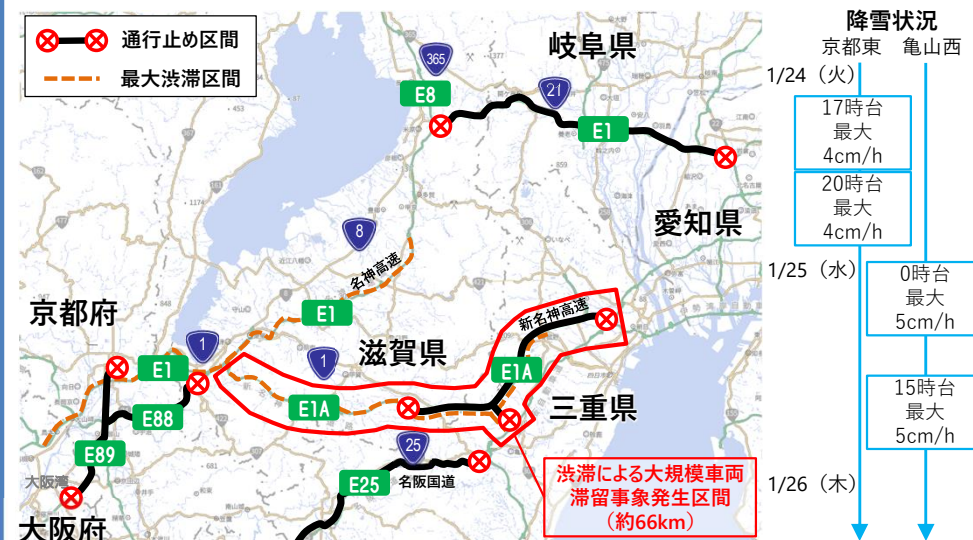 通行止め区間
最大渋滞区間
365
岐阜県
E8
21
E1
愛知県
8
名神高速
京都府
E1
1
滋賀県
1
新名神高速
E1
E1A
E1A
三重県
E88
E89
25
大阪湾
E25
名阪国道
大阪府
渋滞による大規模車両
滞留事象発生区間
(約66km)
降雪状況
京都東 亀山西
1/24(火)
17時台
最大
4cm/h
20時台
最大
4cm/h
1/25(水)
0時台
最大
5cm/h
15時台
最大
5cm/h
1/26(木)